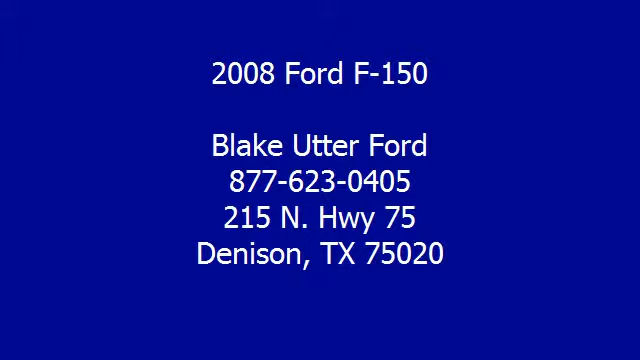 2008 Ford F-150
Blake Utter Ford
877-623-0405
215 N. Hwy 75
Denison, TX 75020